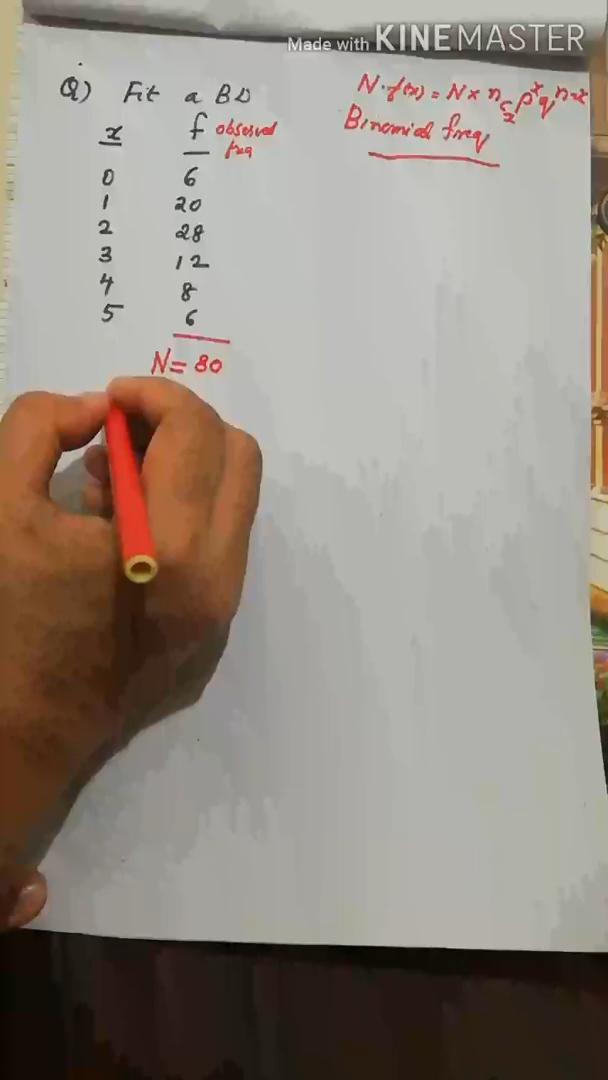 Made with KINEMASTER
Q) Fit a BD
N·f(x) = N × nCx p^x q^n-x
Binomial freq
x f observed freq
0 6
1 20
2 28
3 12
4 8
5 6
N = 80